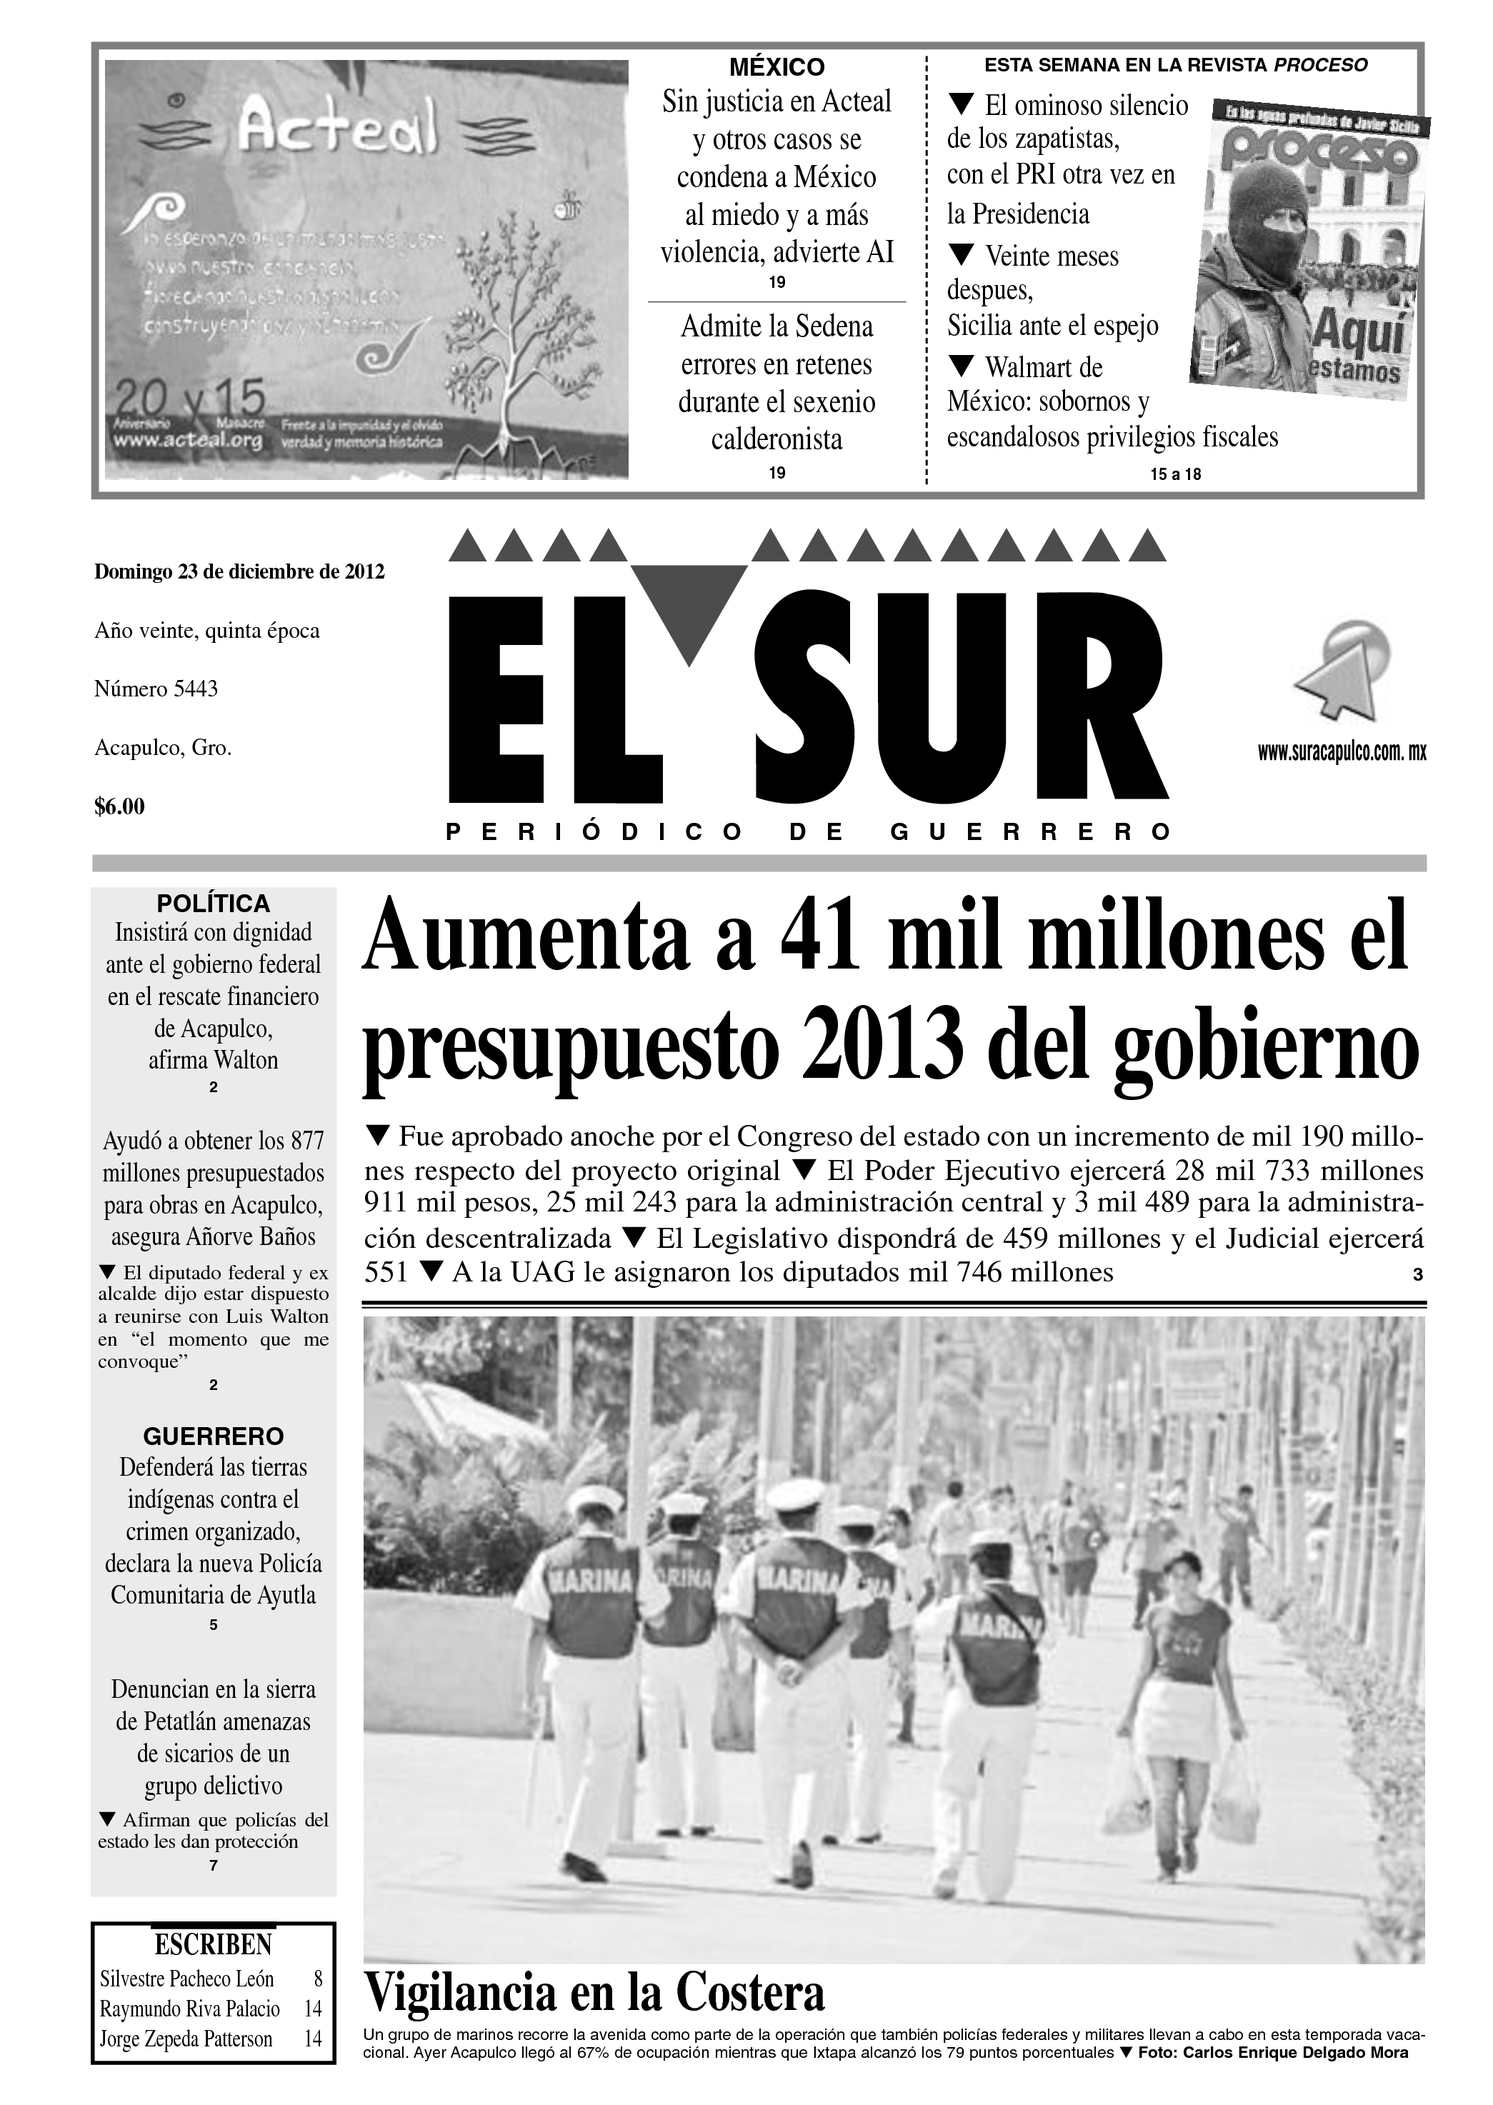 Acteal
la esperanza de un mundo más justo
aviva nuestra conciencia,
20 y 15
Aniversario Masacre
www.acteal.org
Frente a la impunidad y el olvido
verdad y memoria histórica
MÉXICO
Sin justicia en Acteal
y otros casos se
condena a México
al miedo y a más
violencia, advierte AI
19
Admite la Sedena
errores en retenes
durante el sexenio
calderonista
19
ESTA SEMANA EN LA REVISTA PROCESO
▼ El ominoso silencio
de los zapatistas,
con el PRI otra vez en
la Presidencia
▼ Veinte meses
despues,
Sicilia ante el espejo
▼ Walmart de
México: sobornos y
escandalosos privilegios fiscales
15 a 18
En las aguas profundas de Javier Sicilia
proceso
Aquí
estamos
Domingo 23 de diciembre de 2012
Año veinte, quinta época
Número 5443
Acapulco, Gro.
$6.00
EL SUR
PERIÓDICO DE GUERRERO
www.suracapulco.com. mx
POLÍTICA
Insistirá con dignidad
ante el gobierno federal
en el rescate financiero
de Acapulco,
afirma Walton
2
Ayudó a obtener los 877
millones presupuestados
para obras en Acapulco,
asegura Añorve Baños
▼ El diputado federal y ex
alcalde dijo estar dispuesto
a reunirse con Luis Walton
en “el momento que me
convoque”
2
GUERRERO
Defenderá las tierras
indígenas contra el
crimen organizado,
declara la nueva Policía
Comunitaria de Ayutla
5
Denuncian en la sierra
de Petatlán amenazas
de sicarios de un
grupo delictivo
▼ Afirman que policías del
estado les dan protección
7
ESCRIBEN
Silvestre Pacheco León 8
Raymundo Riva Palacio 14
Jorge Zepeda Patterson 14
Aumenta a 41 mil millones el
presupuesto 2013 del gobierno
▼ Fue aprobado anoche por el Congreso del estado con un incremento de mil 190 millo-
nes respecto del proyecto original ▼ El Poder Ejecutivo ejercerá 28 mil 733 millones
911 mil pesos, 25 mil 243 para la administración central y 3 mil 489 para la administra-
ción descentralizada ▼ El Legislativo dispondrá de 459 millones y el Judicial ejercerá
551 ▼ A la UAG le asignaron los diputados mil 746 millones 3
MARINA
MARINA
MARINA
Vigilancia en la Costera
Un grupo de marinos recorre la avenida como parte de la operación que también policías federales y militares llevan a cabo en esta temporada vaca-
cional. Ayer Acapulco llegó al 67% de ocupación mientras que Ixtapa alcanzó los 79 puntos porcentuales ▼ Foto: Carlos Enrique Delgado Mora